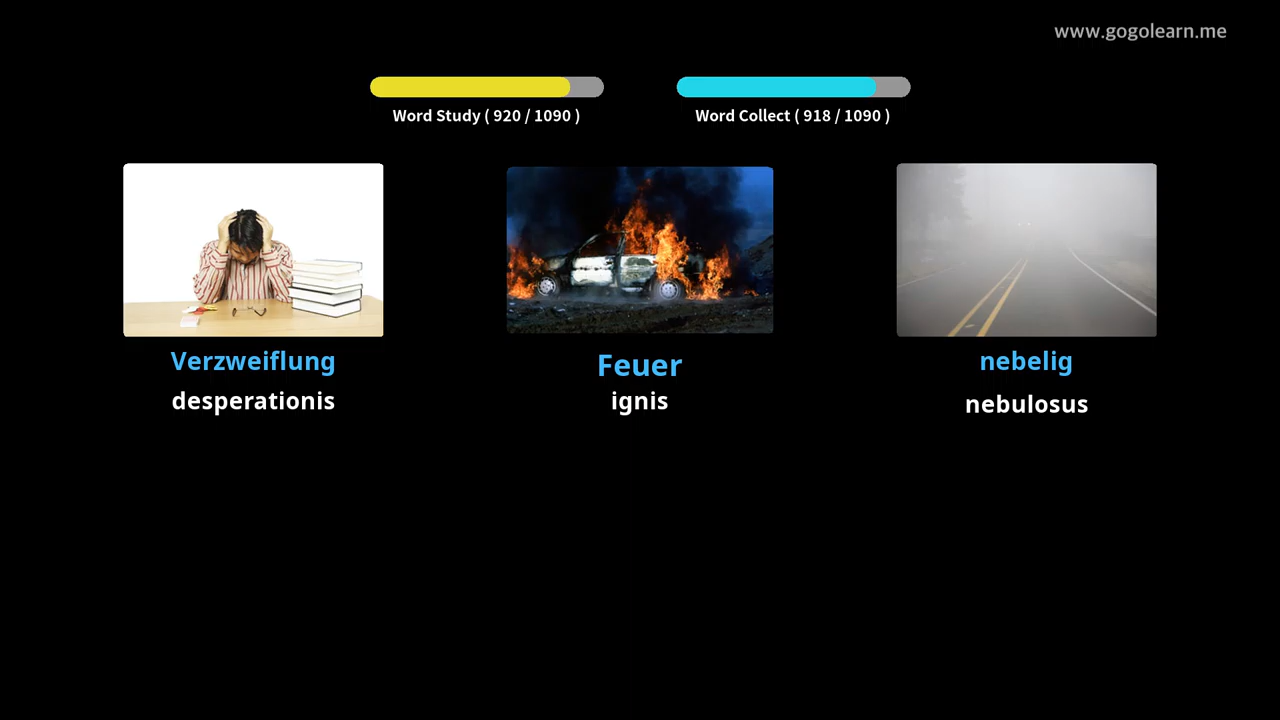 www.gogolearn.me
Word Study ( 920 / 1090 )
Word Collect ( 918 / 1090 )
Verzweiflung
desperationis
Feuer
ignis
nebelig
nebulosus